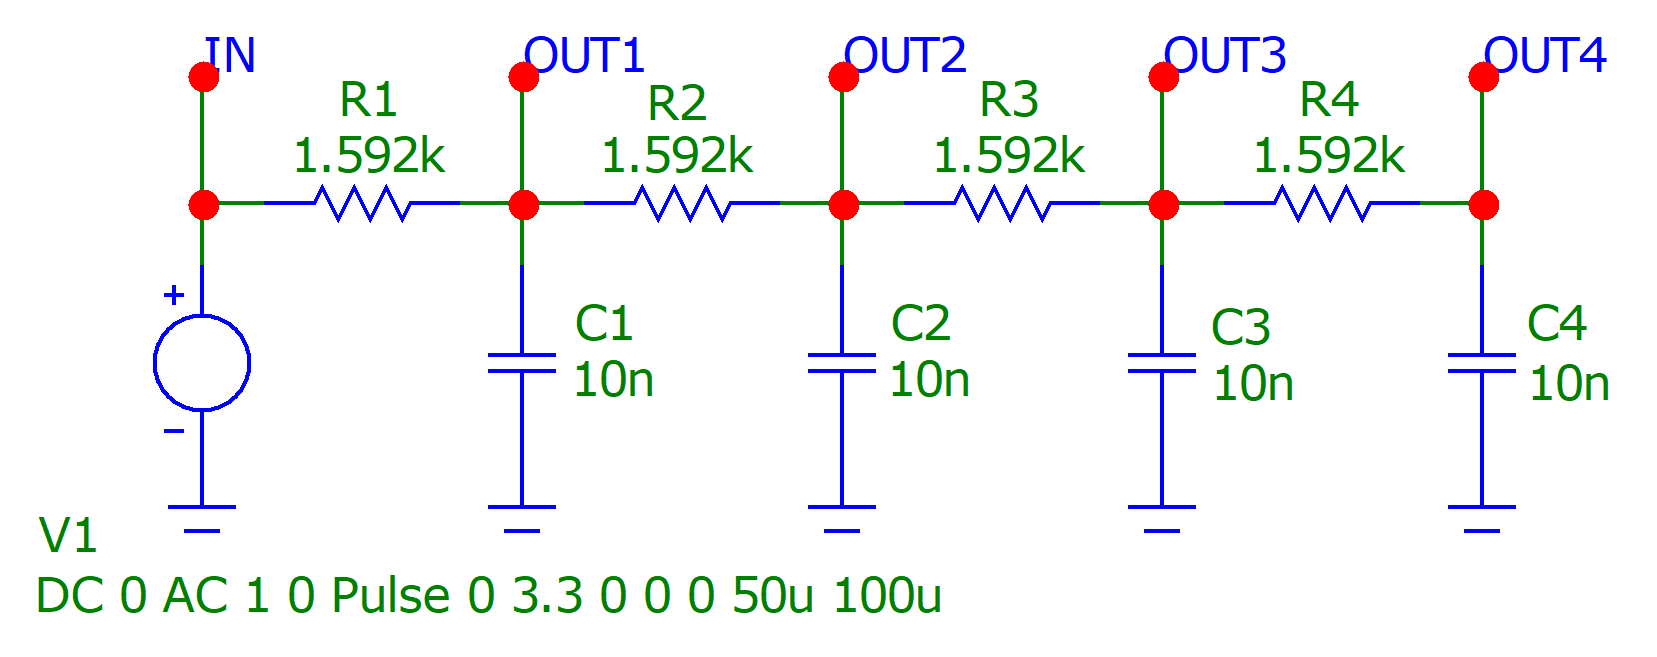 IN OUT1 OUT2 OUT3 OUT4
R1 R2 R3 R4
1.592k 1.592k 1.592k 1.592k
+
C1 C2 C3 C4
10n 10n 10n 10n
−
V1
DC 0 AC 1 0 Pulse 0 3.3 0 0 0 50u 100u